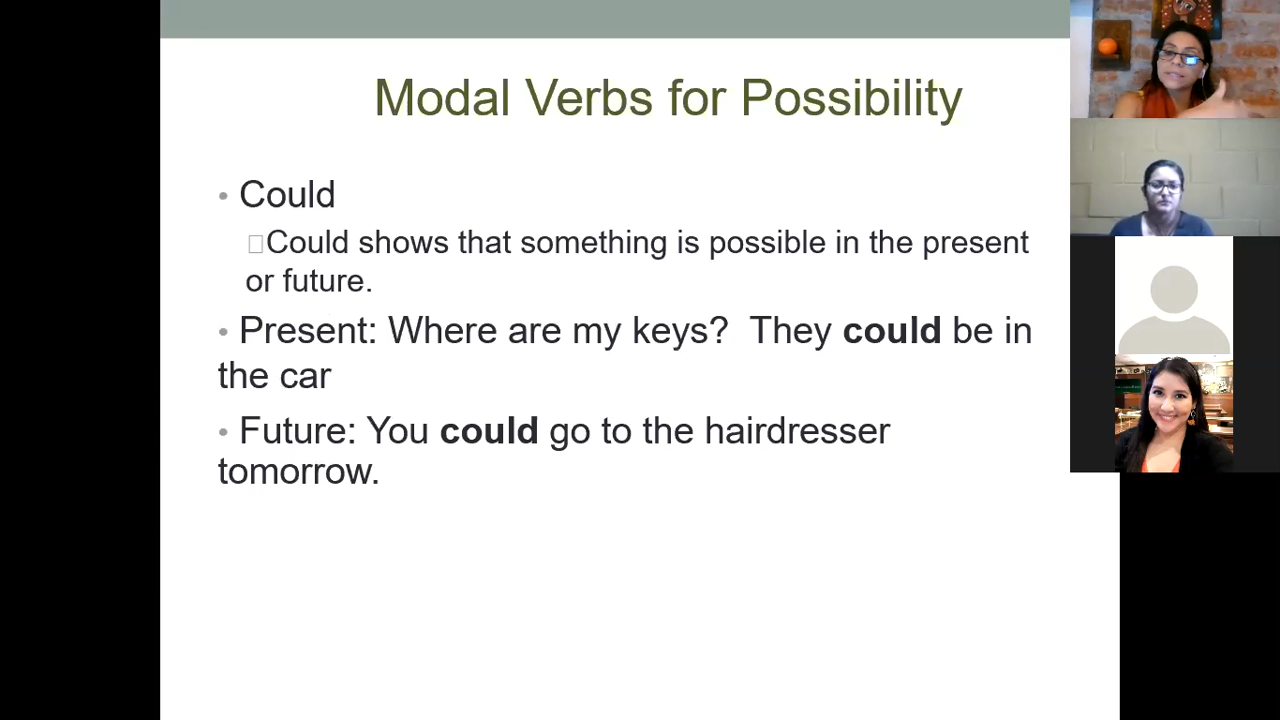 Modal Verbs for Possibility
• Could
Could shows that something is possible in the present
or future.
• Present: Where are my keys?  They could be in
the car
• Future: You could go to the hairdresser
tomorrow.